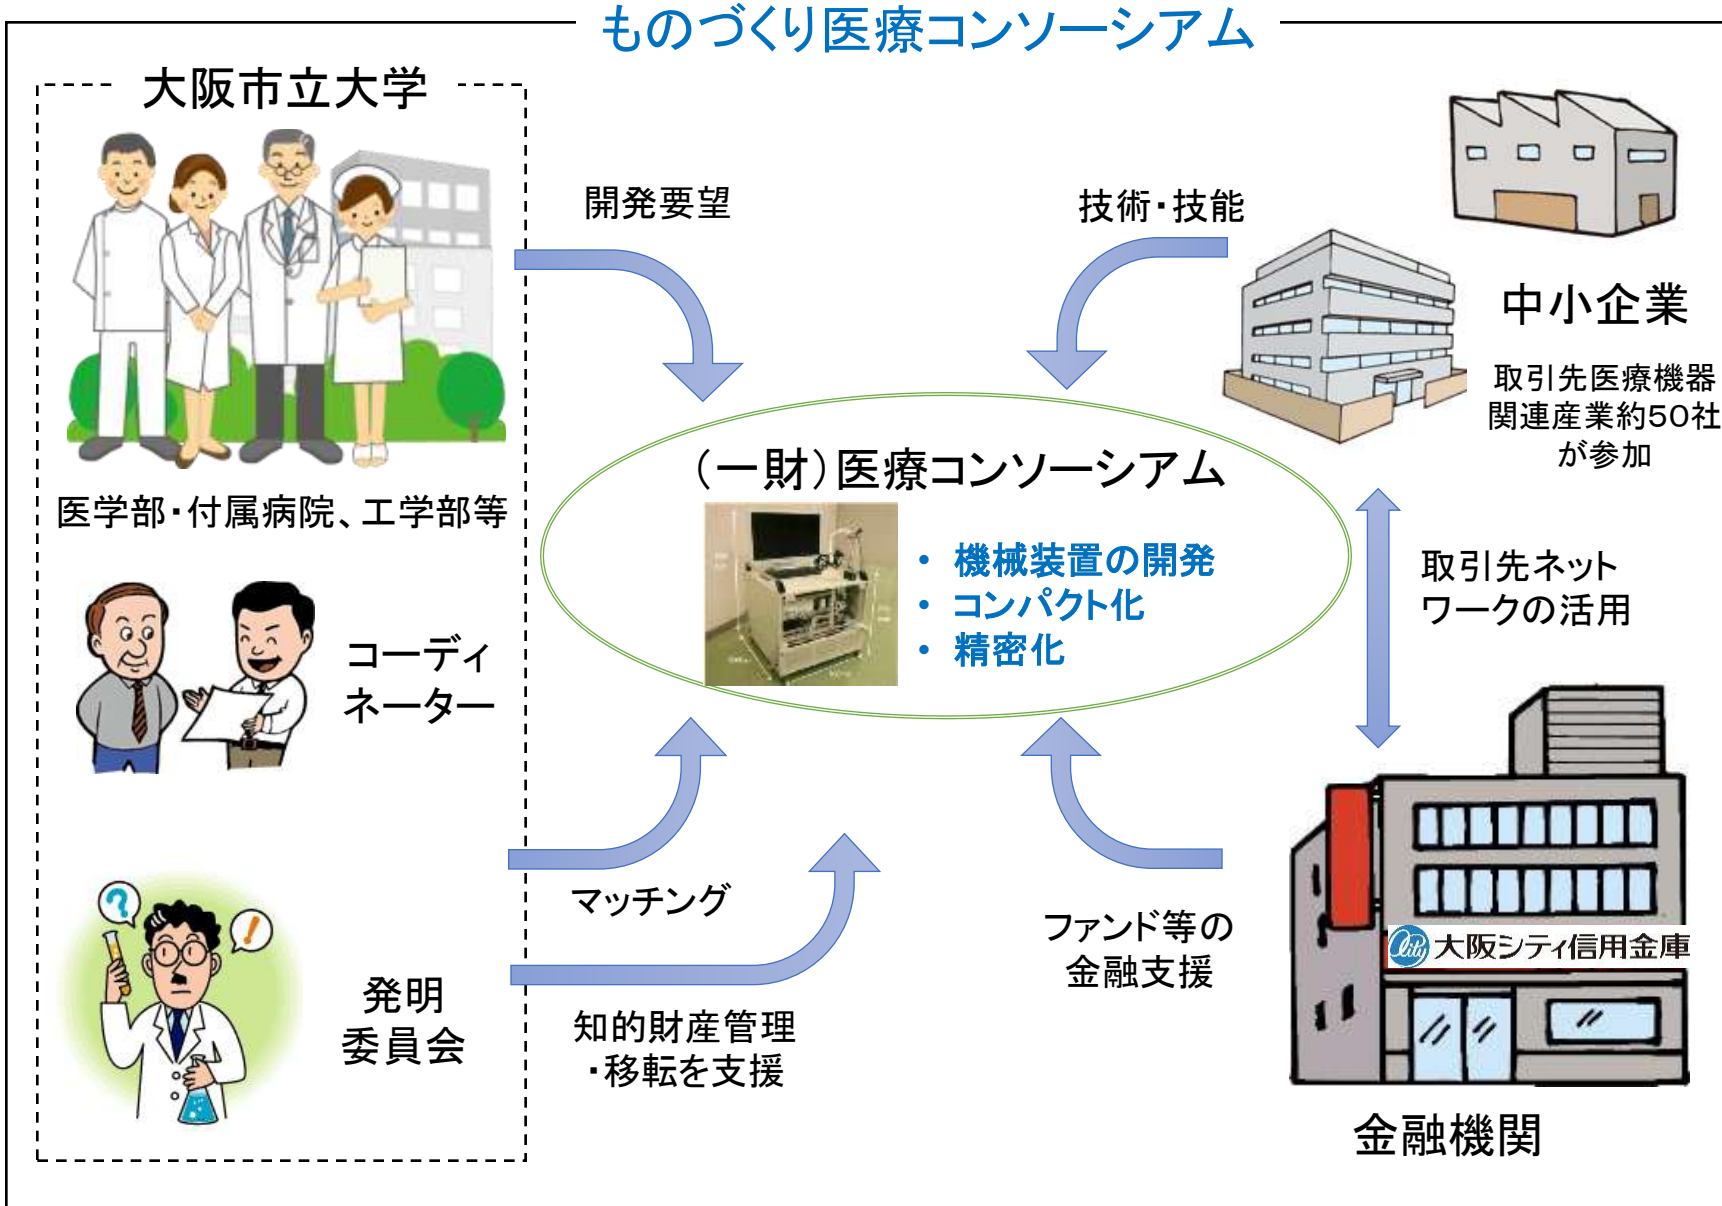 ものづくり医療コンソーシアム
大阪市立大学
医学部・付属病院、工学部等
コーディ
ネーター
発明
委員会
開発要望
技術・技能
中小企業
取引先医療機器
関連産業約50社
が参加
（一財）医療コンソーシアム
・ 機械装置の開発
・ コンパクト化
・ 精密化
取引先ネット
ワークの活用
マッチング
知的財産管理
・移転を支援
ファンド等の
金融支援
City 大阪シティ信用金庫
金融機関